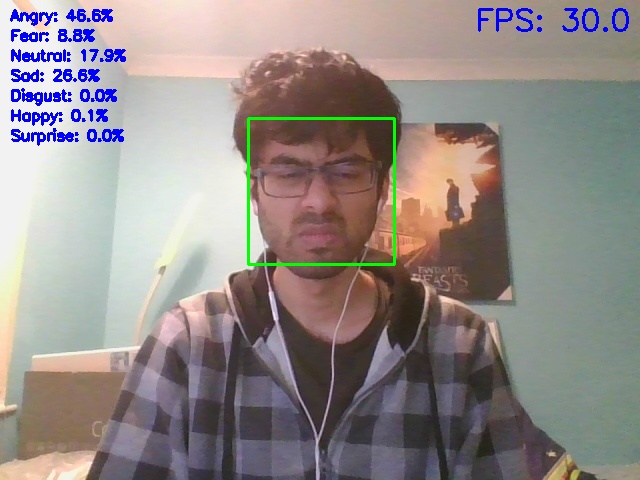 Angry: 46.6%
Fear: 8.8%
Neutral: 17.9%
Sad: 26.6%
Disgust: 0.0%
Happy: 0.1%
Surprise: 0.0%
FPS: 30.0
FANTASTIC
BEASTS